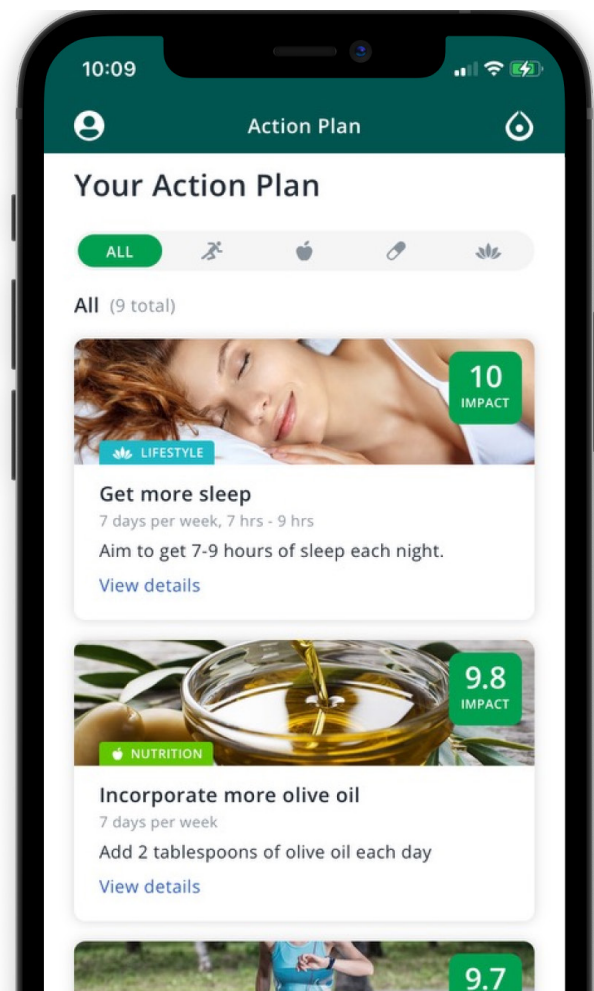 10:09
Action Plan
Your Action Plan
ALL
All (9 total)
10
IMPACT
LIFESTYLE
Get more sleep
7 days per week, 7 hrs - 9 hrs
Aim to get 7-9 hours of sleep each night.
View details
9.8
IMPACT
NUTRITION
Incorporate more olive oil
7 days per week
Add 2 tablespoons of olive oil each day
View details
9.7